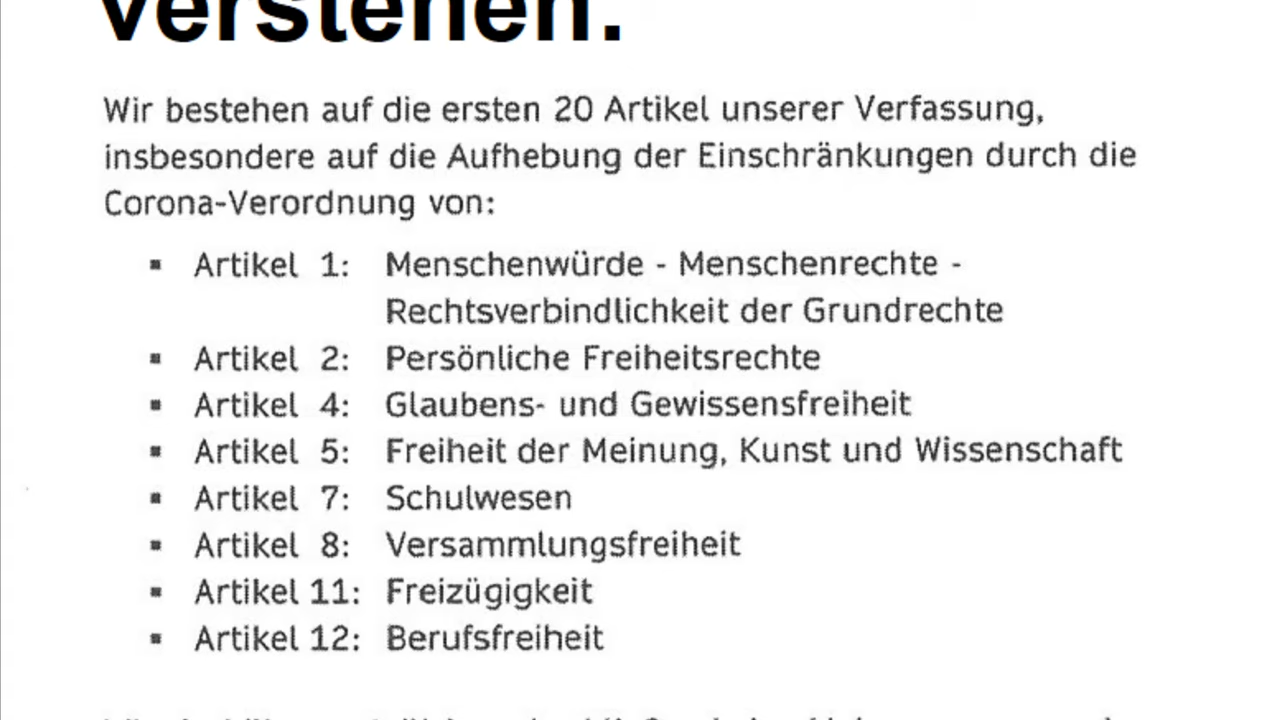 verstehen.
Wir bestehen auf die ersten 20 Artikel unserer Verfassung,
insbesondere auf die Aufhebung der Einschränkungen durch die
Corona-Verordnung von:
▪ Artikel 1: Menschenwürde - Menschenrechte -
Rechtsverbindlichkeit der Grundrechte
▪ Artikel 2: Persönliche Freiheitsrechte
▪ Artikel 4: Glaubens- und Gewissensfreiheit
▪ Artikel 5: Freiheit der Meinung, Kunst und Wissenschaft
▪ Artikel 7: Schulwesen
▪ Artikel 8: Versammlungsfreiheit
▪ Artikel 11: Freizügigkeit
▪ Artikel 12: Berufsfreiheit